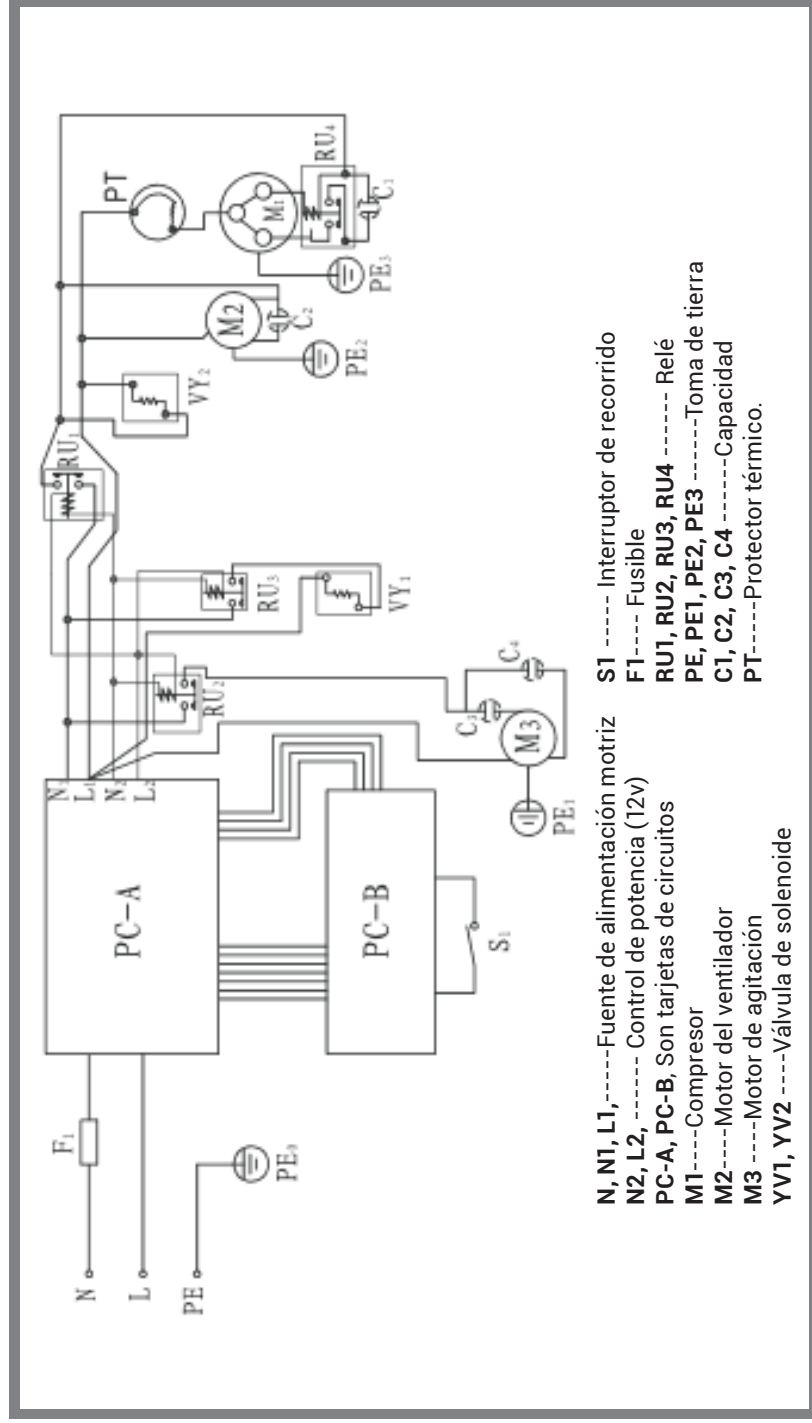 N
L
PE
F1
PE0
PC-A
PC-B
S1
N1
L1
N2
L2
RU2
RU3
VY1
RU1
VY2
M2
C2
PE2
PT
M1
RU4
C1
PE3
M3
C3
C4
PE1
N, N1, L1,-----Fuente de alimentación motriz
N2, L2, ------- Control de potencia (12v)
PC-A, PC-B, Son tarjetas de circuitos
M1----Compresor
M2----Motor del ventilador
M3 ----Motor de agitación
YV1, YV2 ----Válvula de solenoide
S1 ----- Interruptor de recorrido
F1----- Fusible
RU1, RU2, RU3, RU4 ------- Relé
PE, PE1, PE2, PE3 ------Toma de tierra
C1, C2, C3, C4 ------Capacidad
PT-----Protector térmico.